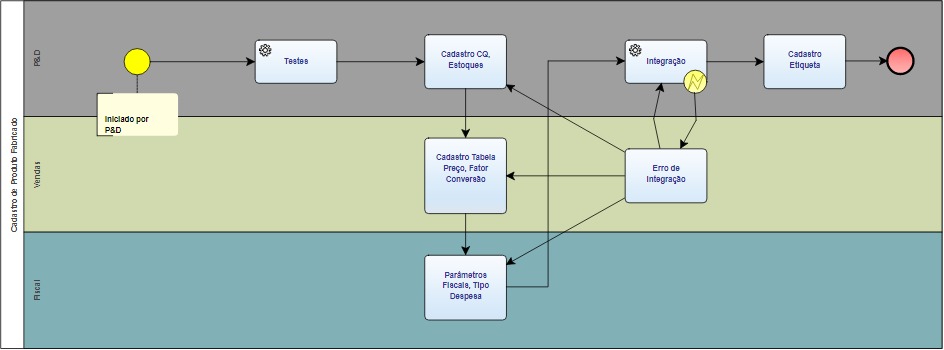 Cadastro de Produto Fabricado
P&D
Iniciado por
P&D
Testes
Cadastro CQ,
Estoques
Integração
Cadastro
Etiqueta
Vendas
Cadastro Tabela
Preço, Fator
Conversão
Erro de
Integração
Fiscal
Parâmetros
Fiscais, Tipo
Despesa